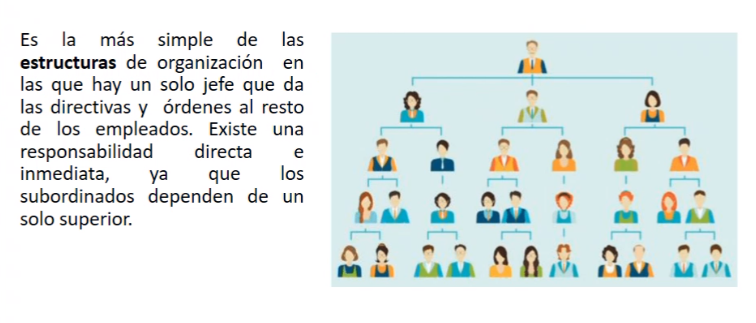 Es la más simple de las
estructuras de organización en
las que hay un solo jefe que da
las directivas y órdenes al resto
de los empleados. Existe una
responsabilidad directa e
inmediata, ya que los
subordinados dependen de un
solo superior.